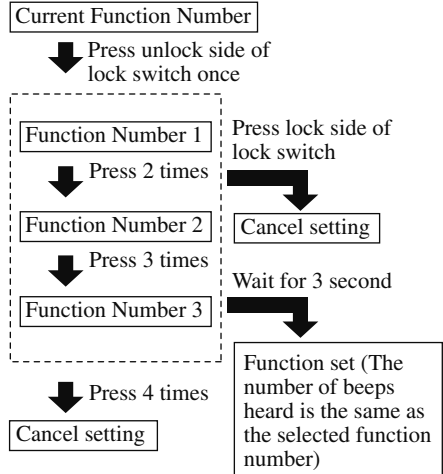 Current Function Number
Press unlock side of
lock switch once
Function Number 1
Press 2 times
Press lock side of
lock switch
Function Number 2
Cancel setting
Press 3 times
Function Number 3
Wait for 3 second
Press 4 times
Cancel setting
Function set (The
number of beeps
heard is the same as
the selected function
number)